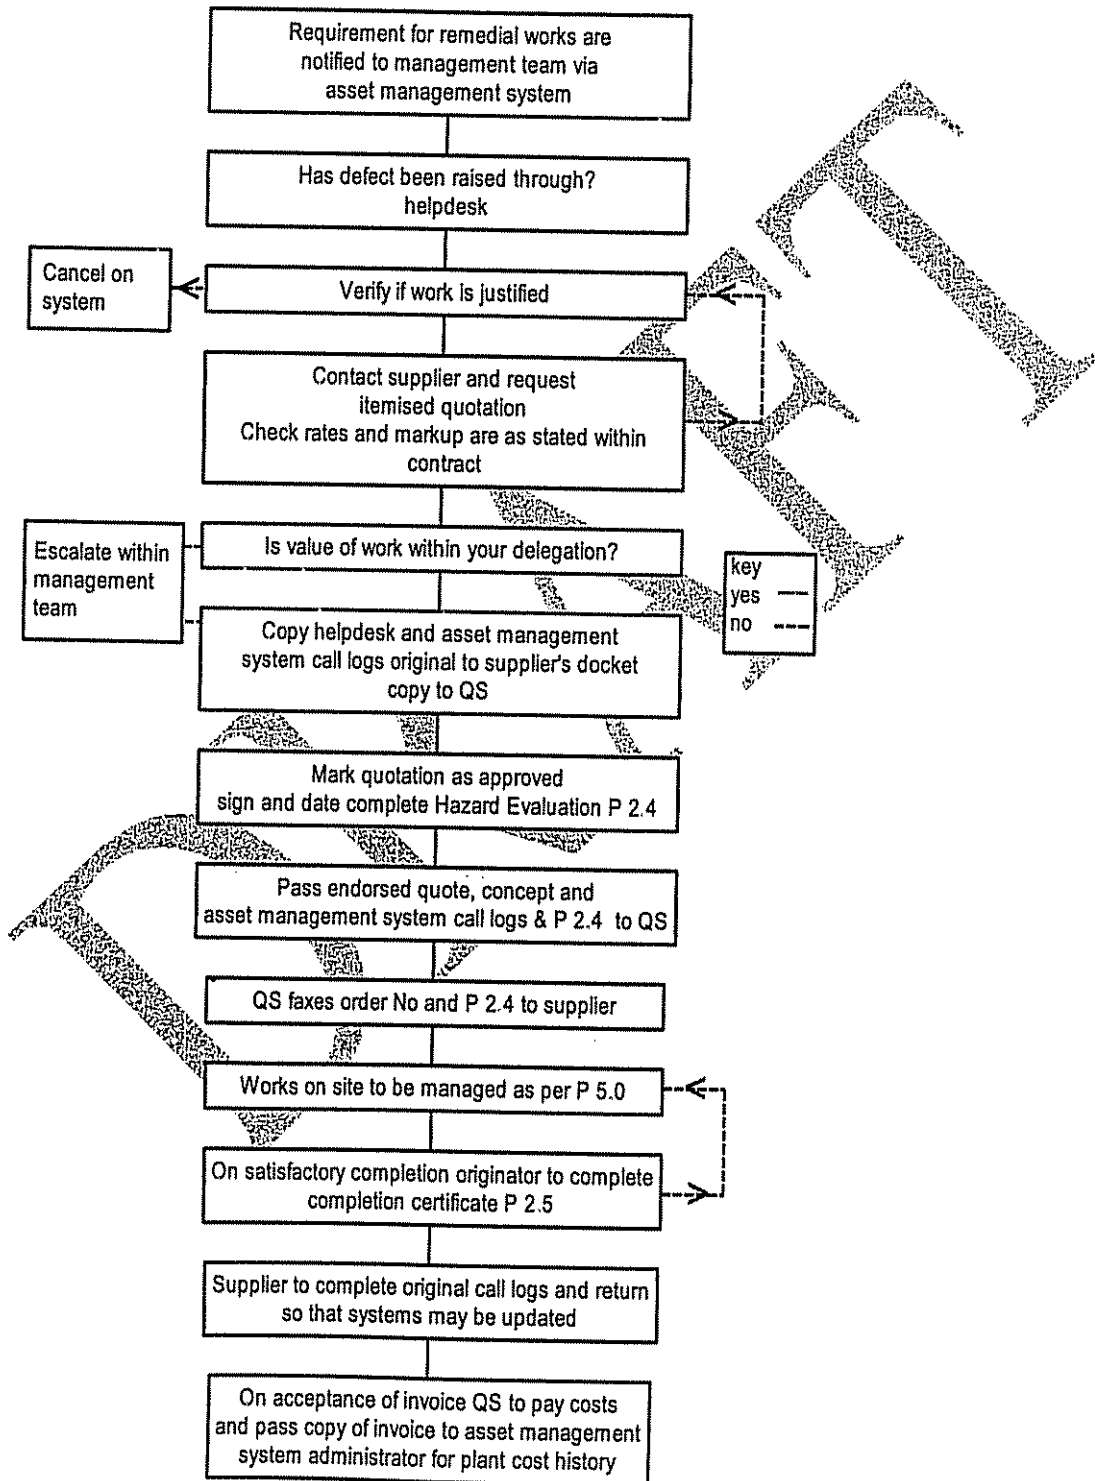 Requirement for remedial works are
notified to management team via
asset management system
Has defect been raised through?
helpdesk
Cancel on
system
Verify if work is justified
Contact supplier and request
itemised quotation
Check rates and markup are as stated within
contract
Escalate within
management
team
Is value of work within your delegation?
key
yes
no
Copy helpdesk and asset management
system call logs original to supplier's docket
copy to QS
Mark quotation as approved
sign and date complete Hazard Evaluation P 2.4
Pass endorsed quote, concept and
asset management system call logs & P 2.4 to QS
QS faxes order No and P 2.4 to supplier
Works on site to be managed as per P 5.0
On satisfactory completion originator to complete
completion certificate P 2.5
Supplier to complete original call logs and return
so that systems may be updated
On acceptance of invoice QS to pay costs
and pass copy of invoice to asset management
system administrator for plant cost history
DRAFT